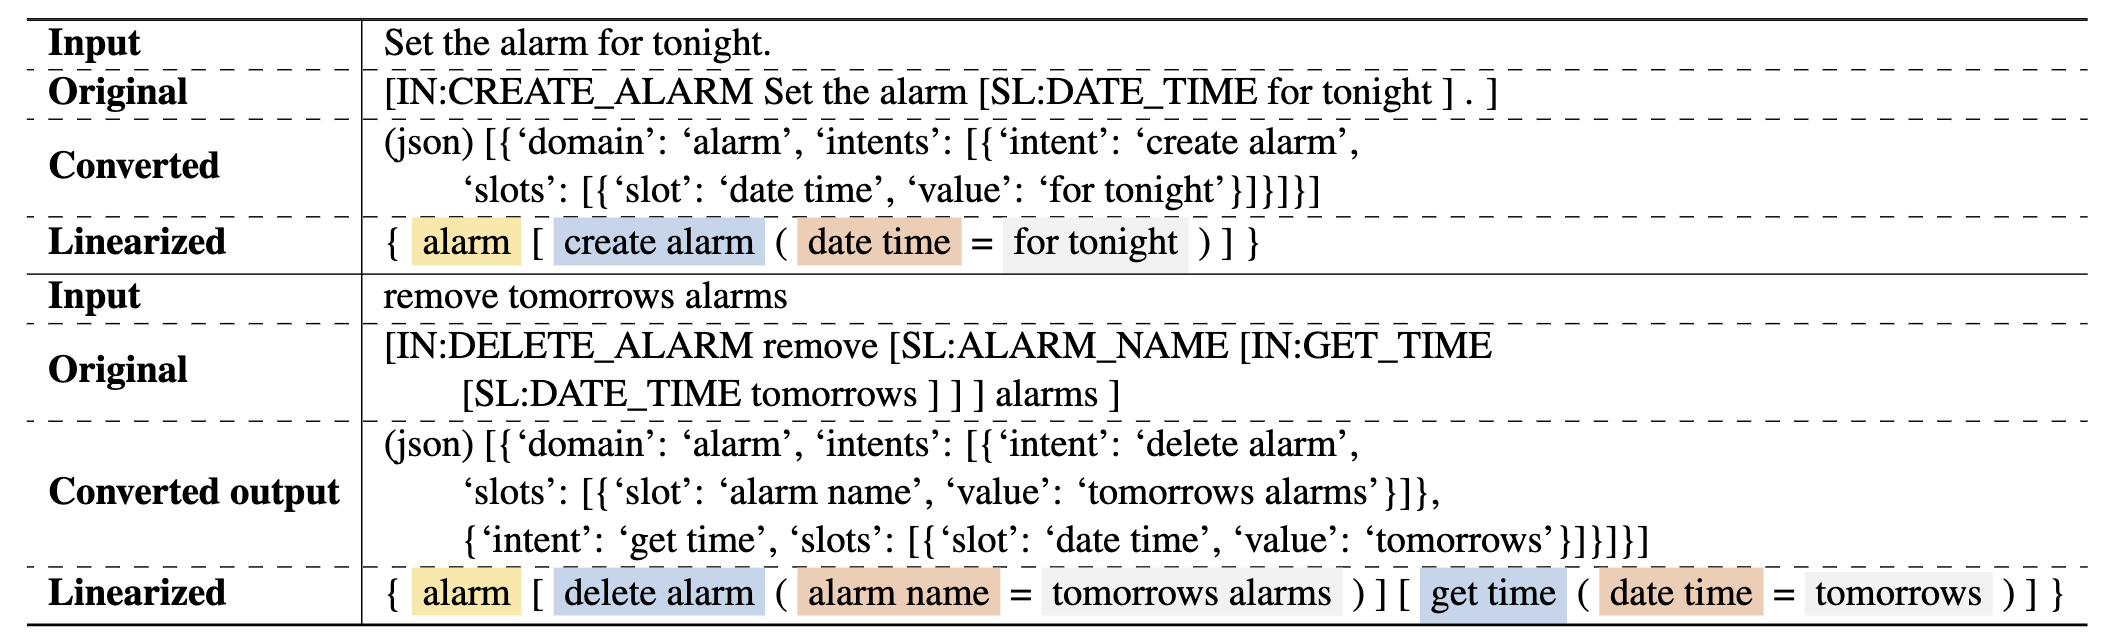 Input Set the alarm for tonight.
Original [IN:CREATE_ALARM Set the alarm [SL:DATE_TIME for tonight ] . ]
Converted (json) [{‘domain’: ‘alarm’, ‘intents’: [{‘intent’: ‘create alarm’,
‘slots’: [{‘slot’: ‘date time’, ‘value’: ‘for tonight’}]}]}]
Linearized { alarm [ create alarm ( date time = for tonight ) ] }
Input remove tomorrows alarms
Original [IN:DELETE_ALARM remove [SL:ALARM_NAME [IN:GET_TIME
[SL:DATE_TIME tomorrows ] ] ] alarms ]
Converted output (json) [{‘domain’: ‘alarm’, ‘intents’: [{‘intent’: ‘delete alarm’,
‘slots’: [{‘slot’: ‘alarm name’, ‘value’: ‘tomorrows alarms’}]},
{‘intent’: ‘get time’, ‘slots’: [{‘slot’: ‘date time’, ‘value’: ‘tomorrows’}]}]}]
Linearized { alarm [ delete alarm ( alarm name = tomorrows alarms ) ] [ get time ( date time = tomorrows ) ] }